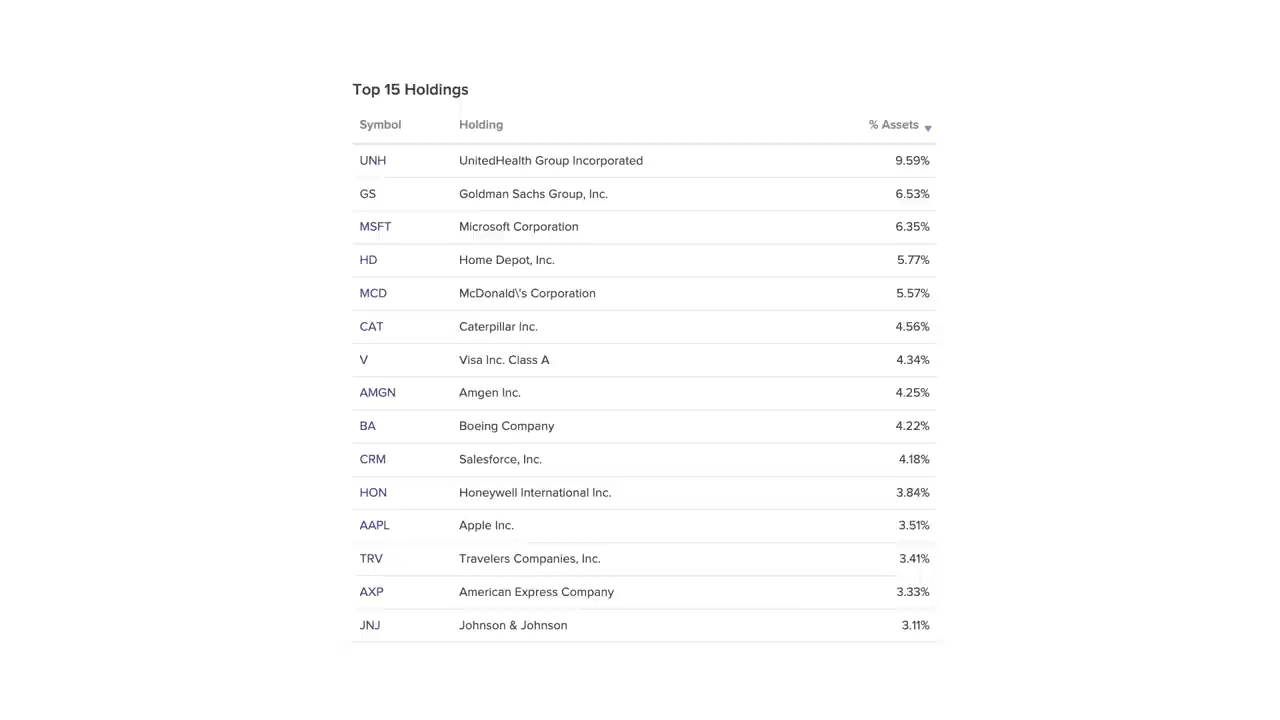 Top 15 Holdings
Symbol Holding % Assets
UNH UnitedHealth Group Incorporated 9.59%
GS Goldman Sachs Group, Inc. 6.53%
MSFT Microsoft Corporation 6.35%
HD Home Depot, Inc. 5.77%
MCD McDonald\'s Corporation 5.57%
CAT Caterpillar Inc. 4.56%
V Visa Inc. Class A 4.34%
AMGN Amgen Inc. 4.25%
BA Boeing Company 4.22%
CRM Salesforce, Inc. 4.18%
HON Honeywell International Inc. 3.84%
AAPL Apple Inc. 3.51%
TRV Travelers Companies, Inc. 3.41%
AXP American Express Company 3.33%
JNJ Johnson & Johnson 3.11%